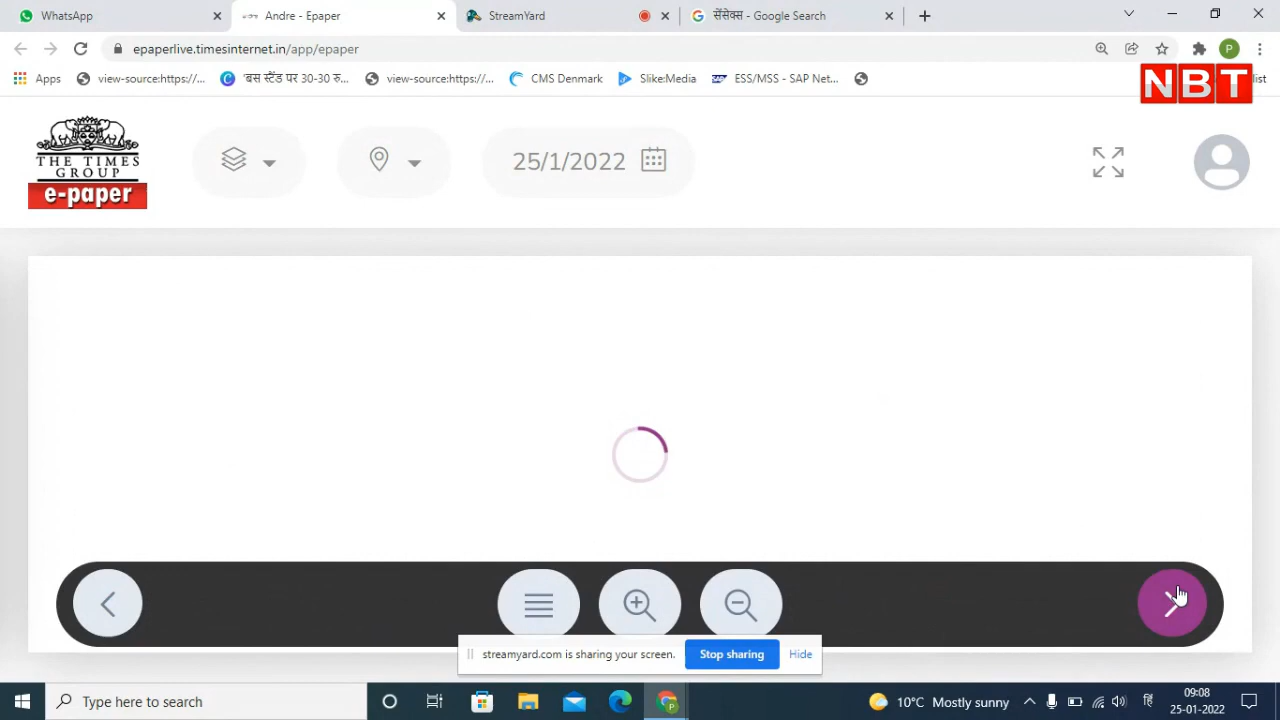 WhatsApp
Andre - Epaper
StreamYard
सेंसेक्स - Google Search
epaperlive.timesinternet.in/app/epaper
P
Apps
view-source:https://...
'बस स्टैंड पर 30-30 रु...
view-source:https://...
CMS Denmark
Slike:Media
ESS/MSS - SAP Net...
list
NBT
THE TIMES
GROUP
e-paper
25/1/2022
streamyard.com is sharing your screen.
Stop sharing
Hide
Type here to search
10°C Mostly sunny
हिं
09:08
25-01-2022